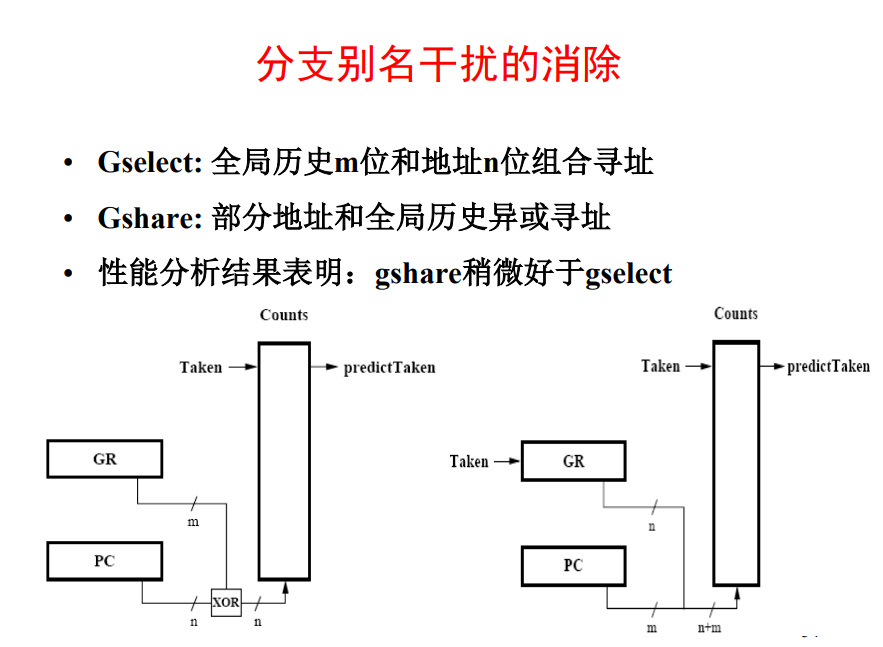 分支别名干扰的消除
• Gselect: 全局历史m位和地址n位组合寻址
• Gshare: 部分地址和全局历史异或寻址
• 性能分析结果表明：gshare稍微好于gselect
Counts
Taken
predictTaken
GR
m
PC
XOR
n
n
Counts
Taken
predictTaken
Taken
GR
n
PC
m
n+m